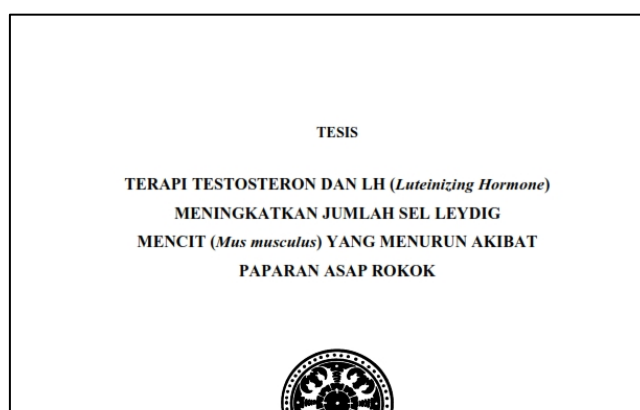 TESIS
TERAPI TESTOSTERON DAN LH (Luteinizing Hormone)
MENINGKATKAN JUMLAH SEL LEYDIG
MENCIT (Mus musculus) YANG MENURUN AKIBAT
PAPARAN ASAP ROKOK